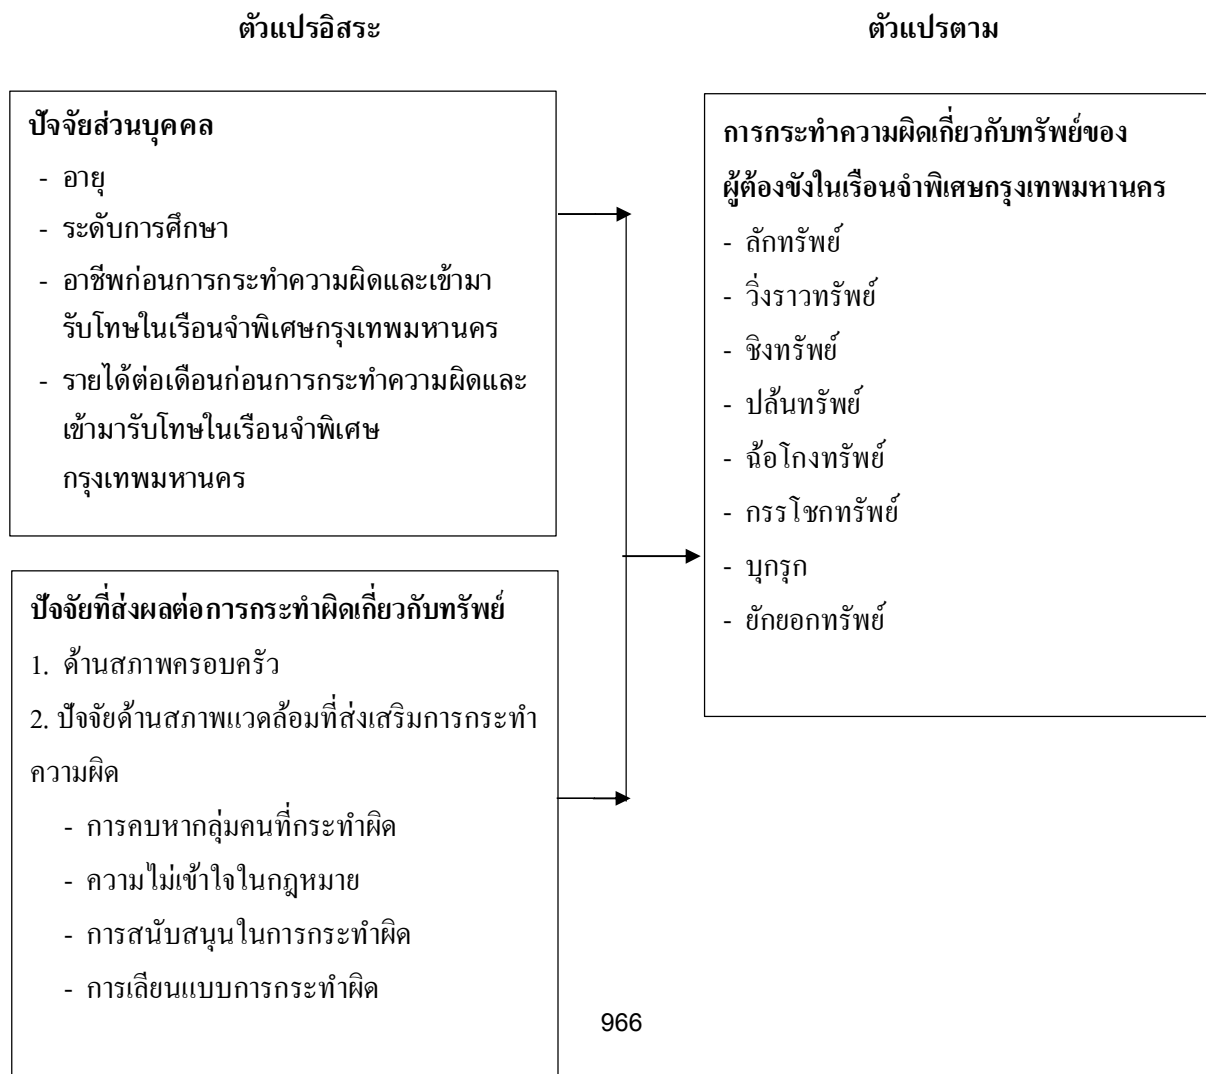 ตัวแปรอิสระ
ตัวแปรตาม
ปัจจัยส่วนบุคคล
- อายุ
- ระดับการศึกษา
- อาชีพก่อนการกระทำความผิดและเข้ามา
รับโทษในเรือนจำพิเศษกรุงเทพมหานคร
- รายได้ต่อเดือนก่อนการกระทำความผิดและ
เข้ามารับโทษในเรือนจำพิเศษ
กรุงเทพมหานคร
ปัจจัยที่ส่งผลต่อการกระทำผิดเกี่ยวกับทรัพย์
1. ด้านสภาพครอบครัว
2. ปัจจัยด้านสภาพแวดล้อมที่ส่งเสริมการกระทำ
ความผิด
- การคบหากลุ่มคนที่กระทำผิด
- ความไม่เข้าใจในกฎหมาย
- การสนับสนุนในการกระทำผิด
- การเลียนแบบการกระทำผิด
การกระทำความผิดเกี่ยวกับทรัพย์ของ
ผู้ต้องขังในเรือนจำพิเศษกรุงเทพมหานคร
- ลักทรัพย์
- วิ่งราวทรัพย์
- ชิงทรัพย์
- ปล้นทรัพย์
- ฉ้อโกงทรัพย์
- กรรโชกทรัพย์
- บุกรุก
- ยักยอกทรัพย์
966